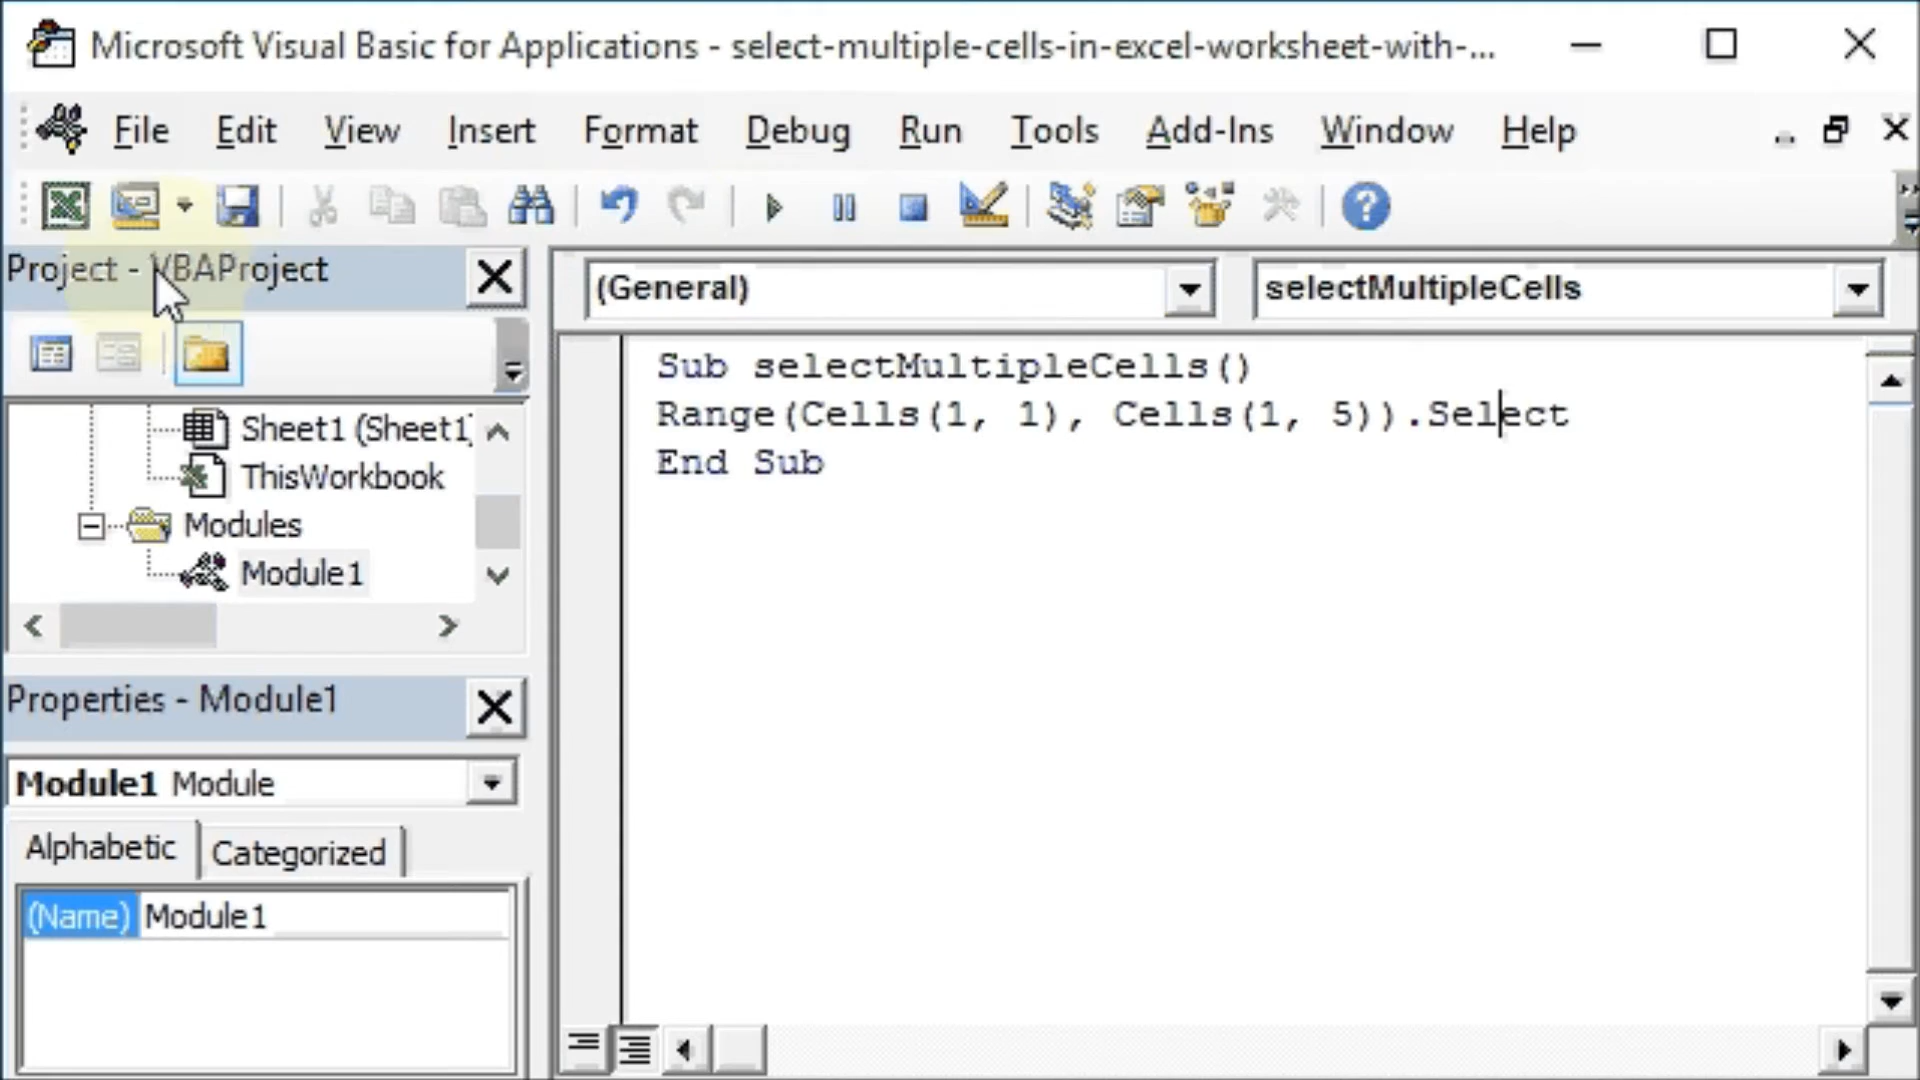 Microsoft Visual Basic for Applications - select-multiple-cells-in-excel-worksheet-with-...
File Edit View Insert Format Debug Run Tools Add-Ins Window Help
Project - VBAProject
(General)
selectMultipleCells
Sheet1 (Sheet1
ThisWorkbook
Modules
Module1
Sub selectMultipleCells()
Range(Cells(1, 1), Cells(1, 5)).Select
End Sub
Properties - Module1
Module1 Module
Alphabetic Categorized
(Name) Module1